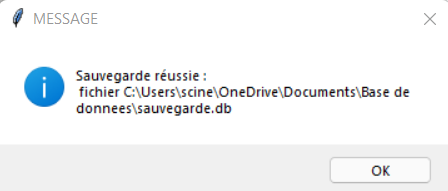 MESSAGE
Sauvegarde réussie :
fichier C:\Users\scine\OneDrive\Documents\Base de
donnees\sauvegarde.db
OK